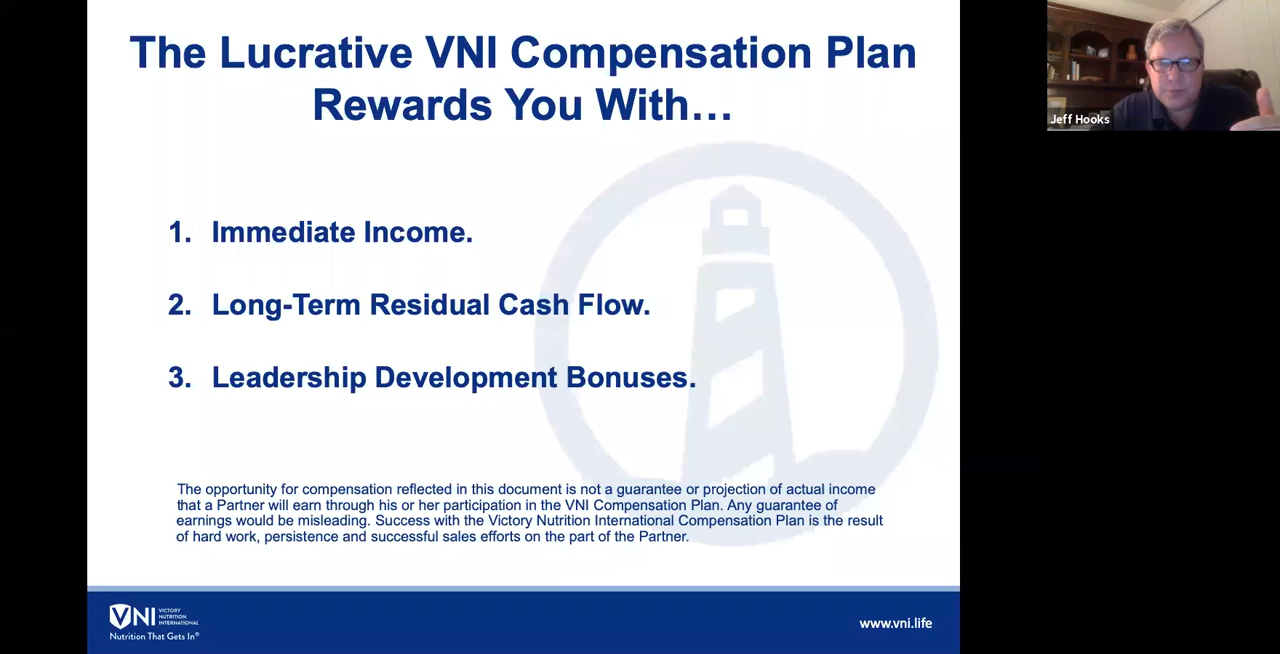 The Lucrative VNI Compensation Plan
Rewards You With...
Jeff Hooks
1. Immediate Income.
2. Long-Term Residual Cash Flow.
3. Leadership Development Bonuses.
The opportunity for compensation reflected in this document is not a guarantee or projection of actual income
that a Partner will earn through his or her participation in the VNI Compensation Plan. Any guarantee of
earnings would be misleading. Success with the Victory Nutrition International Compensation Plan is the result
of hard work, persistence and successful sales efforts on the part of the Partner.
VNI
VICTORY
NUTRITION
INTERNATIONAL
Nutrition That Gets In®
www.vni.life